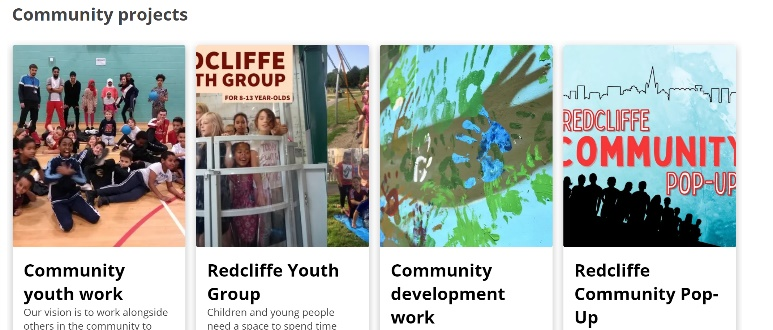 Community projects
OCLIFFE
TH GROUP
FOR 8-13 YEAR-OLDS
REDCLIFFE
COMMUNITY
POP-UP
Community
youth work
Our vision is to work alongside
others in the community to
Redcliffe Youth
Group
Children and young people
need a space to spend time
Community
development
work
Redcliffe
Community Pop-
Up